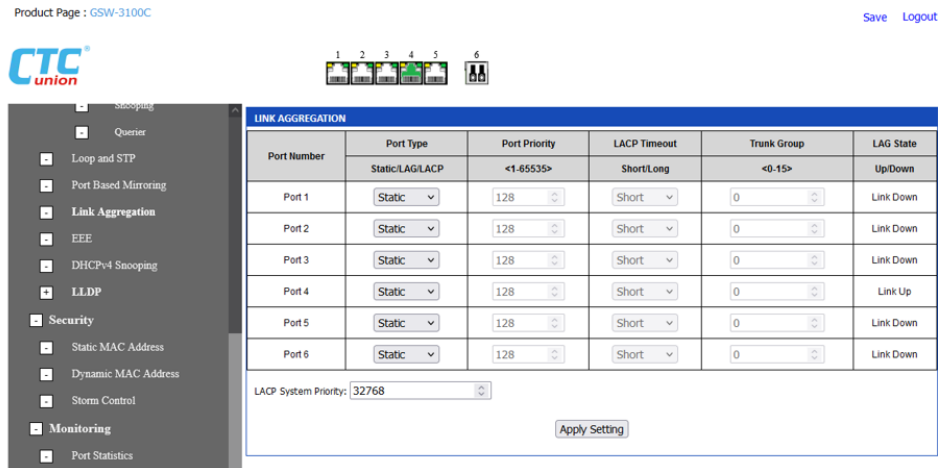 Product Page : GSW-3100C
Save Logout
CTC®
union
1 2 3 4 5 6
Snooping
Querier
Loop and STP
Port Based Mirroring
Link Aggregation
EEE
DHCPv4 Snooping
LLDP
Security
Static MAC Address
Dynamic MAC Address
Storm Control
Monitoring
Port Statistics
LINK AGGREGATION
Port Number Port Type Port Priority LACP Timeout Trunk Group LAG State
Static/LAG/LACP <1-65535> Short/Long <0-15> Up/Down
Port 1 Static 128 Short 0 Link Down
Port 2 Static 128 Short 0 Link Down
Port 3 Static 128 Short 0 Link Down
Port 4 Static 128 Short 0 Link Up
Port 5 Static 128 Short 0 Link Down
Port 6 Static 128 Short 0 Link Down
LACP System Priority: 32768
Apply Setting